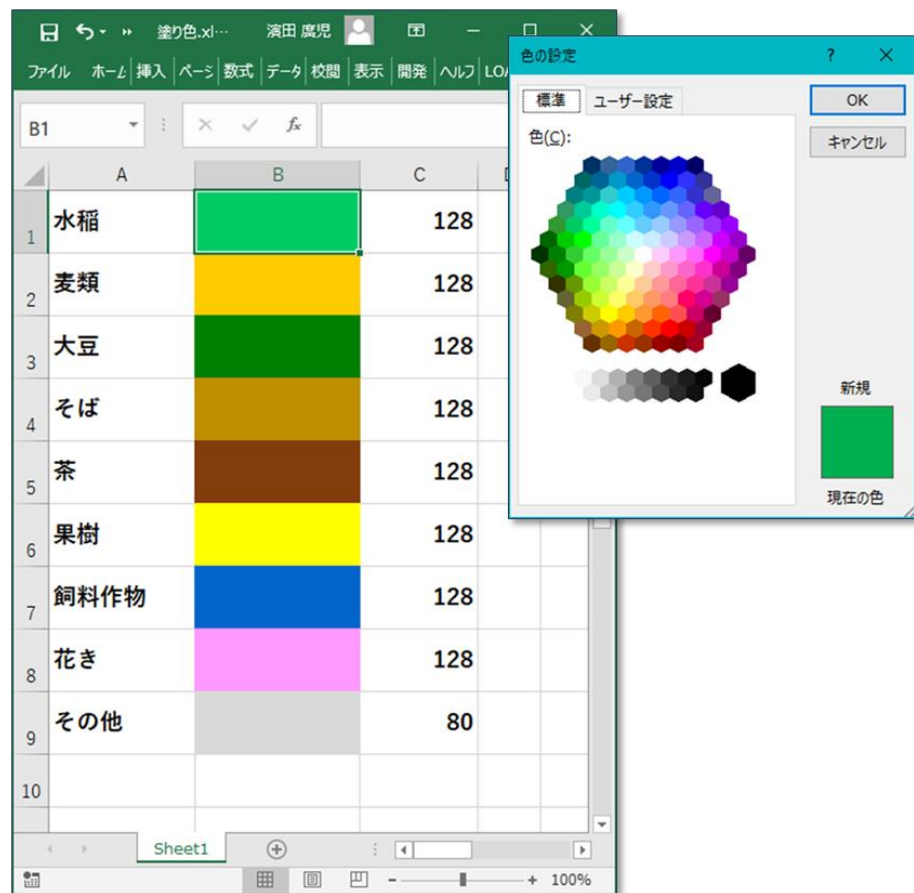 塗り色.xl… 濱田 慶児
ファイル ホーム 挿入 ページ 数式 データ 校閲 表示 開発 ヘルプ
B1 fx
A B C
1 水稲 128
2 麦類 128
3 大豆 128
4 そば 128
5 茶 128
6 果樹 128
7 飼料作物 128
8 花き 128
9 その他 80
10
Sheet1
100%
色の設定
標準 ユーザー設定
OK
キャンセル
色(C):
新規
現在の色